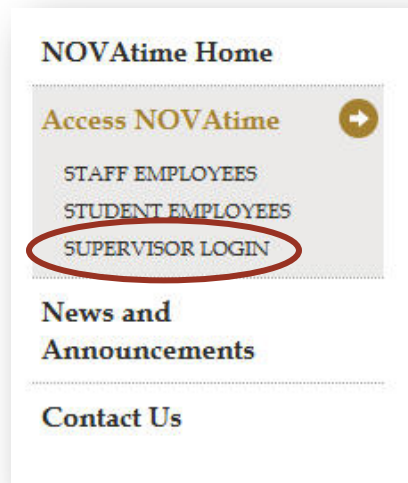 NOVAtime Home
Access NOVAtime
STAFF EMPLOYEES
STUDENT EMPLOYEES
SUPERVISOR LOGIN
News and
Announcements
Contact Us